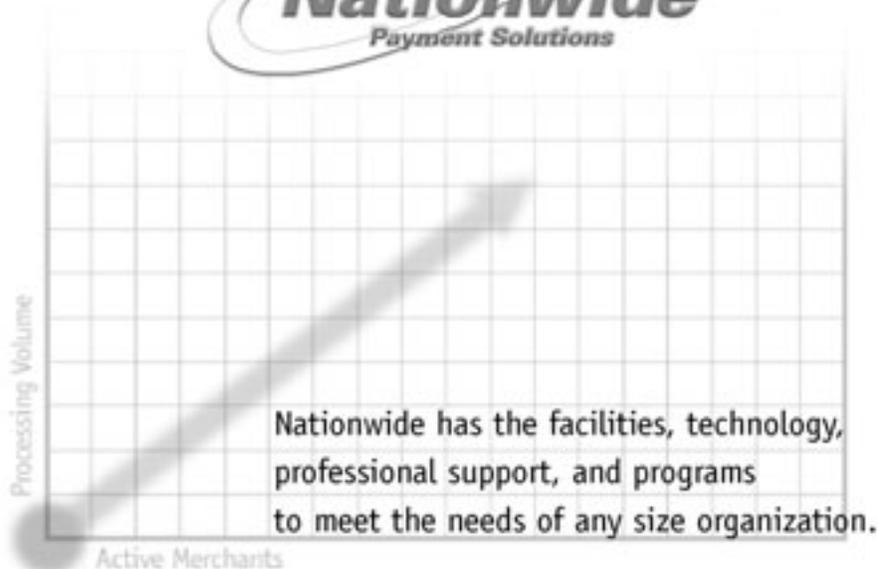 Nationwide
Payment Solutions
Processing Volume
Nationwide has the facilities, technology,
professional support, and programs
to meet the needs of any size organization.
Active Merchants